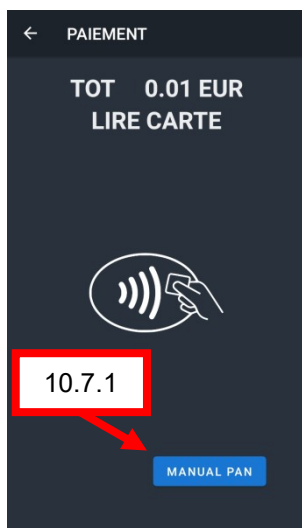 ← PAIEMENT
TOT 0.01 EUR
LIRE CARTE
10.7.1
MANUAL PAN